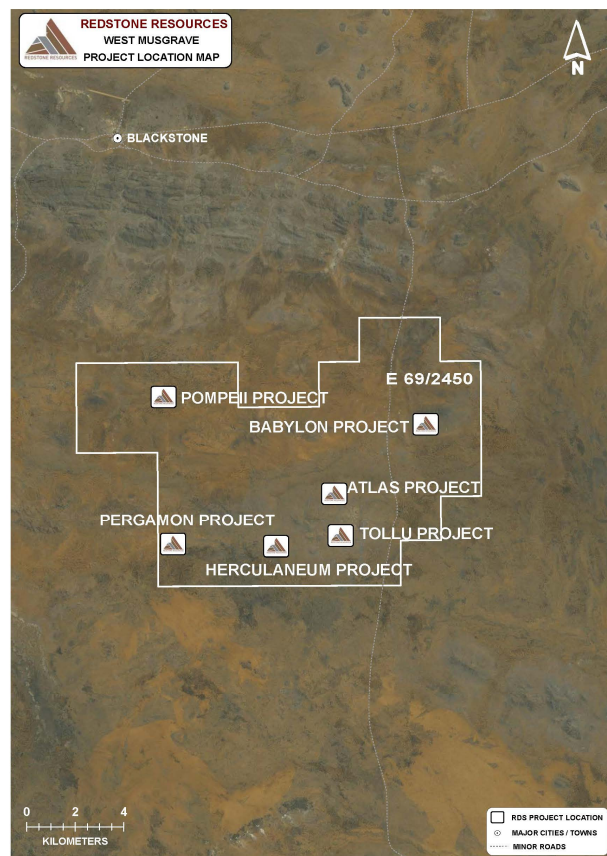 REDSTONE RESOURCES
WEST MUSGRAVE
PROJECT LOCATION MAP
REDSTONE RESOURCES
N
BLACKSTONE
E 69/2450
POMPEII PROJECT
BABYLON PROJECT
ATLAS PROJECT
PERGAMON PROJECT
TOLLU PROJECT
HERCULANEUM PROJECT
0 2 4
KILOMETERS
RDS PROJECT LOCATION
MAJOR CITIES / TOWNS
MINOR ROADS